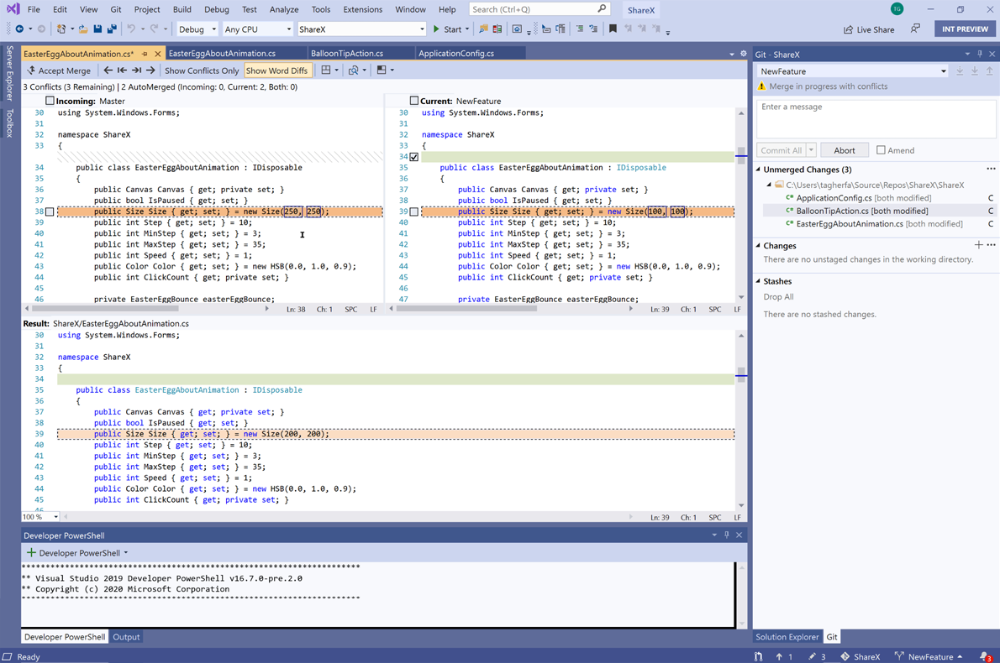 File Edit View Git Project Build Debug Test Analyze Tools Extensions Window Help Search (Ctrl+Q) ShareX TG
Debug Any CPU ShareX Start Live Share INT PREVIEW
Server Explorer
Toolbox
EasterEggAboutAnimation.cs* EasterEggAboutAnimation.cs BalloonTipAction.cs ApplicationConfig.cs
Accept Merge Show Conflicts Only Show Word Diffs
3 Conflicts (3 Remaining) | 2 AutoMerged (Incoming: 0, Current: 2, Both: 0)
Incoming: Master
30 using System.Windows.Forms;
31
32 namespace ShareX
33 {
34 public class EasterEggAboutAnimation : IDisposable
35 {
36 public Canvas Canvas { get; private set; }
37 public bool IsPaused { get; set; }
38 public Size Size { get; set; } = new Size(250, 250);
39 public int Step { get; set; } = 10;
40 public int MinStep { get; set; } = 3;
41 public int MaxStep { get; set; } = 35;
42 public int Speed { get; set; } = 1;
43 public Color Color { get; set; } = new HSB(0.0, 1.0, 0.9);
44 public int ClickCount { get; private set; }
45
46 private EasterEggBounce easterEggBounce;
Ln: 38 Ch: 1 SPC LF
Current: NewFeature
30 using System.Windows.Forms;
31
32 namespace ShareX
33 {
34
35 public class EasterEggAboutAnimation : IDisposable
36 {
37 public Canvas Canvas { get; private set; }
38 public bool IsPaused { get; set; }
39 public Size Size { get; set; } = new Size(100, 100);
40 public int Step { get; set; } = 10;
41 public int MinStep { get; set; } = 3;
42 public int MaxStep { get; set; } = 35;
43 public int Speed { get; set; } = 1;
44 public Color Color { get; set; } = new HSB(0.0, 1.0, 0.9);
45 public int ClickCount { get; private set; }
46
47 private EasterEggBounce easterEggBounce;
Ln: 39 Ch: 1 SPC LF
Result: ShareX/EasterEggAboutAnimation.cs
30 using System.Windows.Forms;
31
32 namespace ShareX
33 {
34
35 public class EasterEggAboutAnimation : IDisposable
36 {
37 public Canvas Canvas { get; private set; }
38 public bool IsPaused { get; set; }
39 public Size Size { get; set; } = new Size(200, 200);
40 public int Step { get; set; } = 10;
41 public int MinStep { get; set; } = 3;
42 public int MaxStep { get; set; } = 35;
43 public int Speed { get; set; } = 1;
44 public Color Color { get; set; } = new HSB(0.0, 1.0, 0.9);
45 public int ClickCount { get; private set; }
46
100 % Ln: 39 Ch: 1 SPC LF
Developer PowerShell
Developer PowerShell
**********************************************************************
** Visual Studio 2019 Developer PowerShell v16.7.0-pre.2.0
** Copyright (c) 2020 Microsoft Corporation
**********************************************************************
Developer PowerShell Output
Git - ShareX
NewFeature
Merge in progress with conflicts
Enter a message
Commit All Abort Amend
Unmerged Changes (3)
C:\Users\tagherfa\Source\Repos\ShareX\ShareX
C# ApplicationConfig.cs [both modified] C
C# BalloonTipAction.cs [both modified] C
C# EasterEggAboutAnimation.cs [both modified] C
Changes
There are no unstaged changes in the working directory.
Stashes
Drop All
There are no stashed changes.
Solution Explorer Git
Ready 1 3 ShareX NewFeature 3